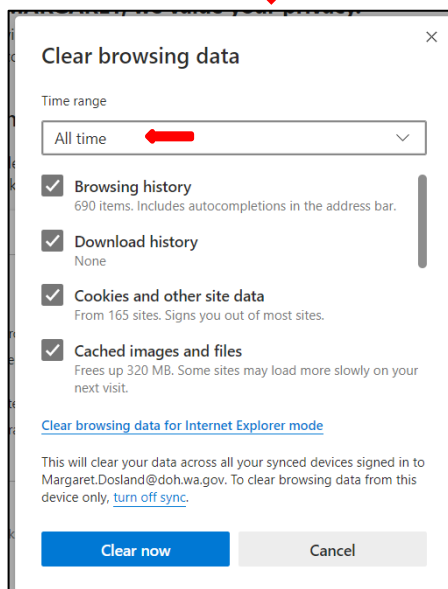 Clear browsing data
Time range
All time
Browsing history
690 items. Includes autocompletions in the address bar.
Download history
None
Cookies and other site data
From 165 sites. Signs you out of most sites.
Cached images and files
Frees up 320 MB. Some sites may load more slowly on your
next visit.
Clear browsing data for Internet Explorer mode
This will clear your data across all your synced devices signed in to
Margaret.Dosland@doh.wa.gov. To clear browsing data from this
device only, turn off sync.
Clear now Cancel